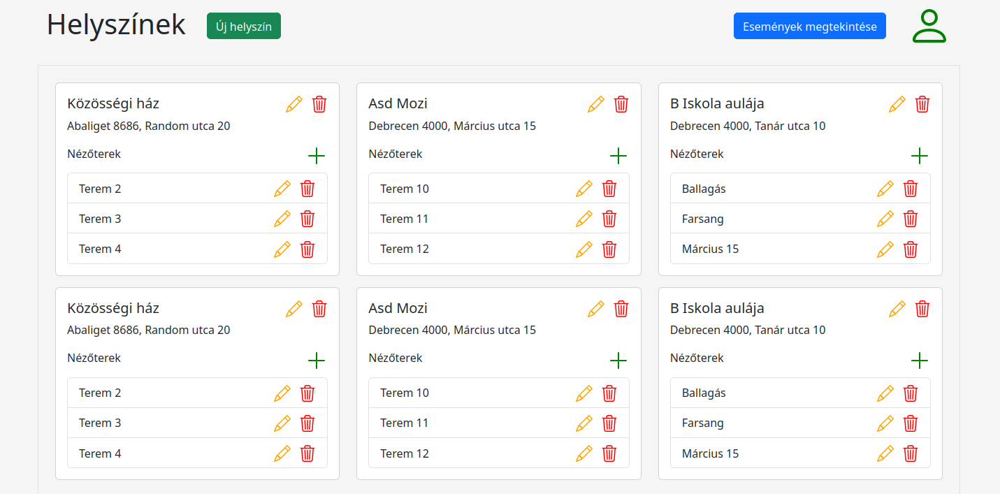 Helyszínek
Új helyszín
Események megtekintése
Közösségi ház
Abaliget 8686, Random utca 20
Nézőterek
Terem 2
Terem 3
Terem 4
Asd Mozi
Debrecen 4000, Március utca 15
Nézőterek
Terem 10
Terem 11
Terem 12
B Iskola aulája
Debrecen 4000, Tanár utca 10
Nézőterek
Ballagás
Farsang
Március 15
Közösségi ház
Abaliget 8686, Random utca 20
Nézőterek
Terem 2
Terem 3
Terem 4
Asd Mozi
Debrecen 4000, Március utca 15
Nézőterek
Terem 10
Terem 11
Terem 12
B Iskola aulája
Debrecen 4000, Tanár utca 10
Nézőterek
Ballagás
Farsang
Március 15